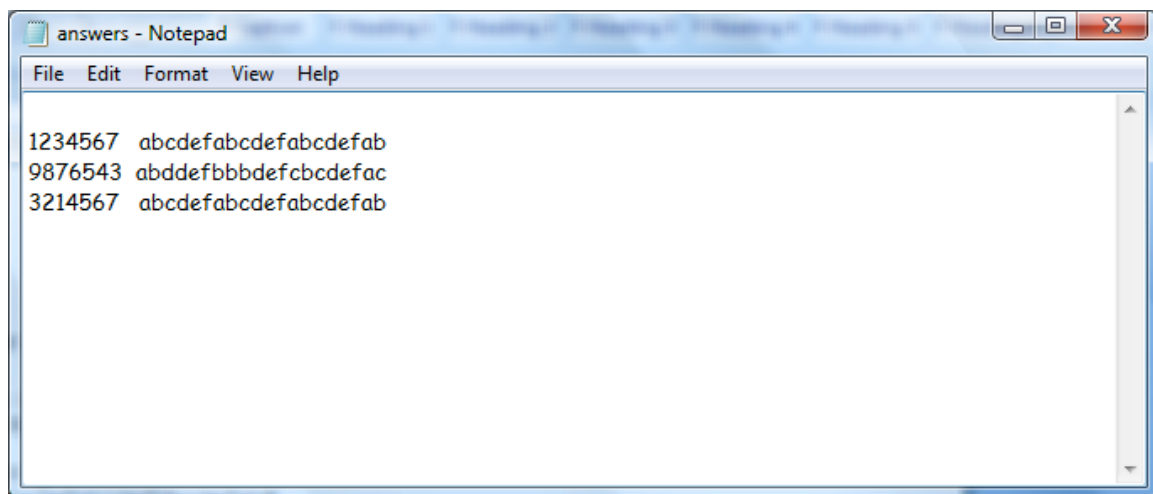 answers - Notepad
File Edit Format View Help
1234567 abcdefabcdefabcdefab
9876543 abddefbbbdefcbcdefac
3214567 abcdefabcdefabcdefab